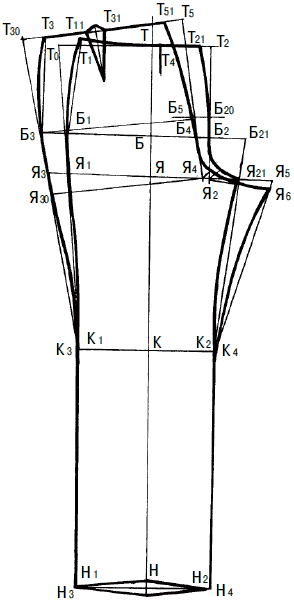 Т30 Т3 Т11 Т31 Т51 Т5
Т0 Т1 Т Т4 Т21 Т2
Б3 Б1 Б Б5 Б4 Б20 Б2 Б21
Я3 Я1 Я Я4 Я2 Я21 Я5
Я30 Я6
К3 К1 К К2 К4
Н3 Н1 Н Н2 Н4